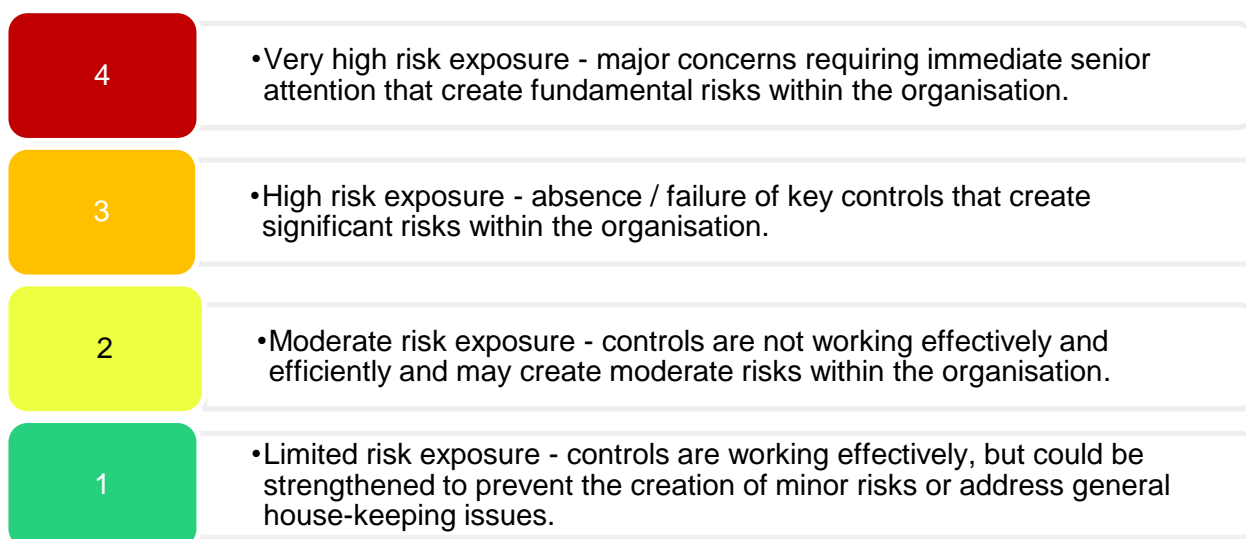 4
•Very high risk exposure - major concerns requiring immediate senior
attention that create fundamental risks within the organisation.
3
•High risk exposure - absence / failure of key controls that create
significant risks within the organisation.
2
•Moderate risk exposure - controls are not working effectively and
efficiently and may create moderate risks within the organisation.
1
•Limited risk exposure - controls are working effectively, but could be
strengthened to prevent the creation of minor risks or address general
house-keeping issues.